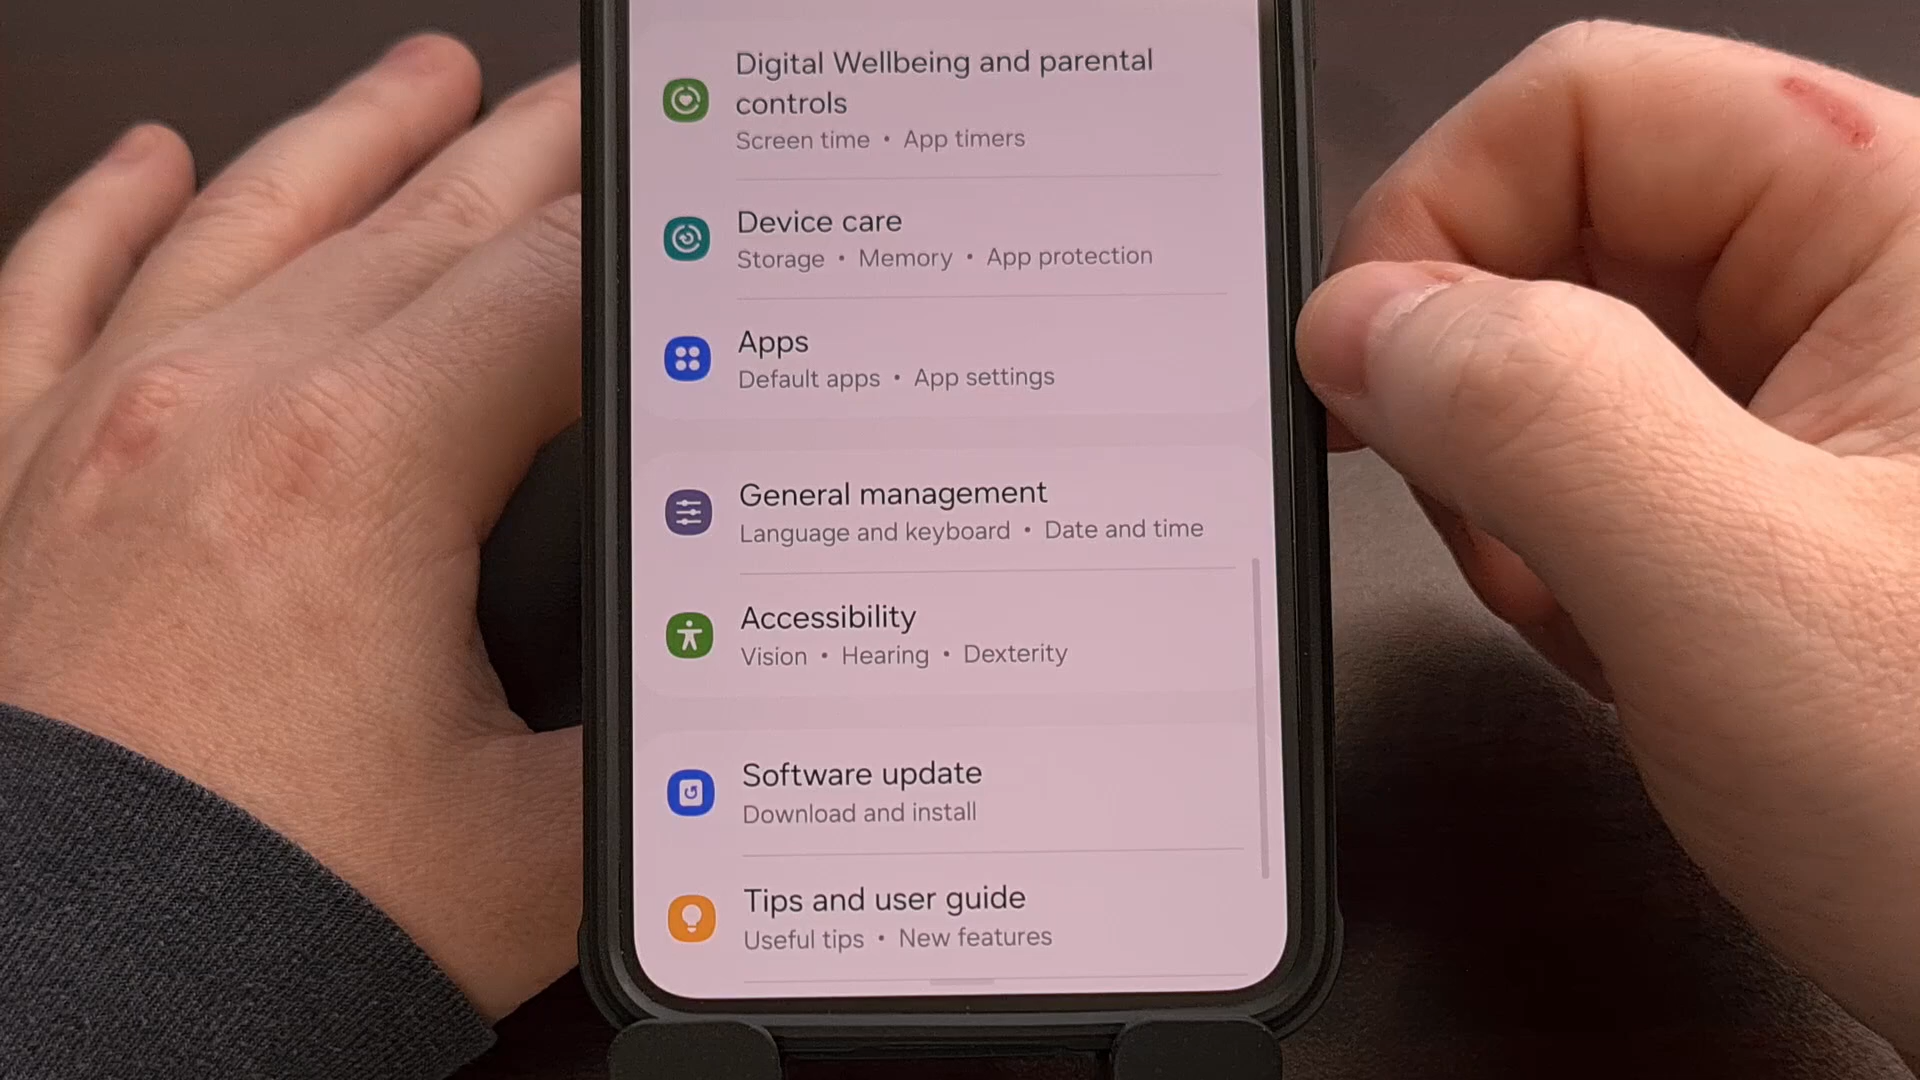 Digital Wellbeing and parental
controls
Screen time • App timers
Device care
Storage • Memory • App protection
Apps
Default apps • App settings
General management
Language and keyboard • Date and time
Accessibility
Vision • Hearing • Dexterity
Software update
Download and install
Tips and user guide
Useful tips • New features